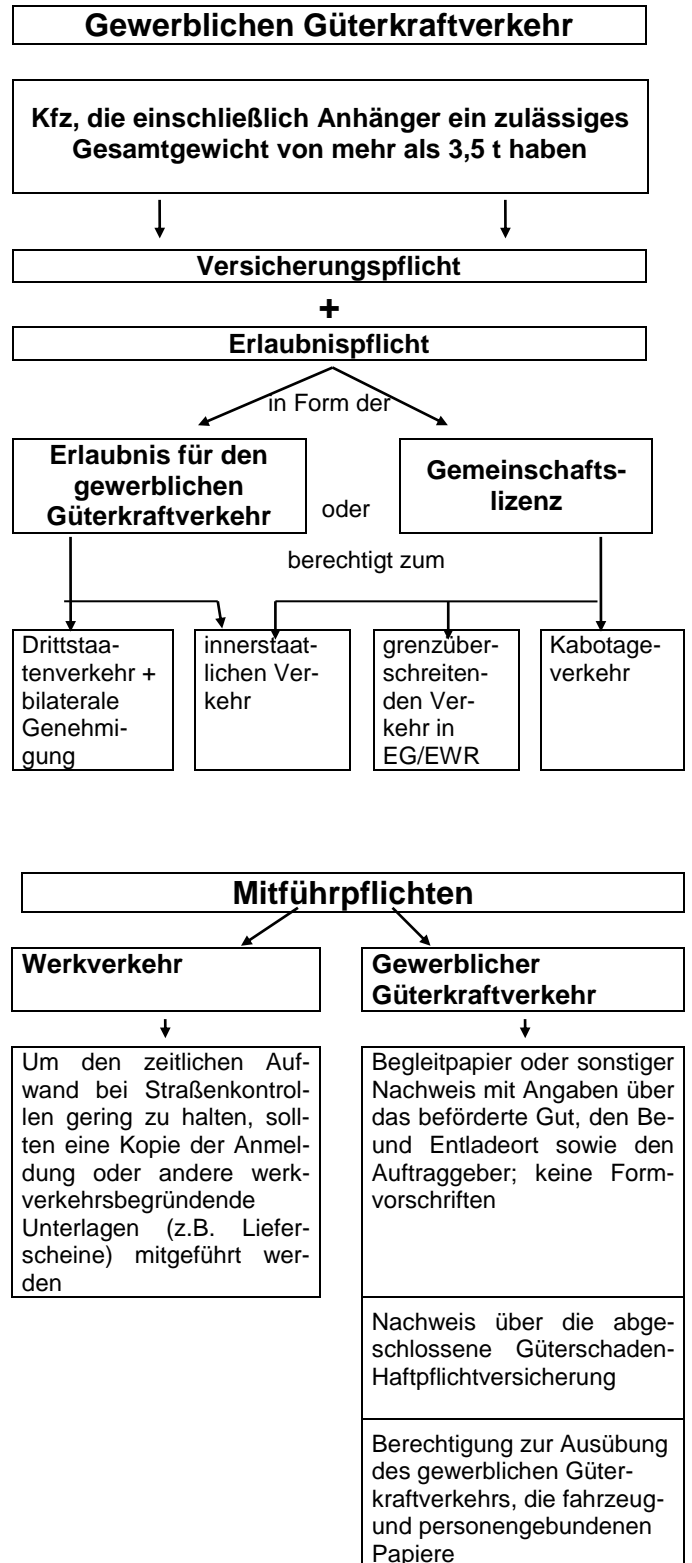 Gewerblichen Güterkraftverkehr
Kfz, die einschließlich Anhänger ein zulässiges
Gesamtgewicht von mehr als 3,5 t haben
Versicherungspflicht
+
Erlaubnispflicht
in Form der
Erlaubnis für den
gewerblichen
Güterkraftverkehr
oder
Gemeinschafts-
lizenz
berechtigt zum
Drittstaa-
tenverkehr +
bilaterale
Genehmi-
gung
innerstaat-
lichen Ver-
kehr
grenzüber-
schreiten-
den Ver-
kehr in
EG/EWR
Kabotage-
verkehr
Mitführpflichten
Werkverkehr
Um den zeitlichen Auf-
wand bei Straßenkontrol-
len gering zu halten, soll-
ten eine Kopie der Anmel-
dung oder andere werk-
verkehrsbegründende
Unterlagen (z.B. Liefer-
scheine) mitgeführt wer-
den
Gewerblicher
Güterkraftverkehr
Begleitpapier oder sonstiger
Nachweis mit Angaben über
das beförderte Gut, den Be-
und Entladeort sowie den
Auftraggeber; keine Form-
vorschriften
Nachweis über die abge-
schlossene Güterschaden-
Haftpflichtversicherung
Berechtigung zur Ausübung
des gewerblichen Güter-
kraftverkehrs, die fahrzeug-
und personengebundenen
Papiere